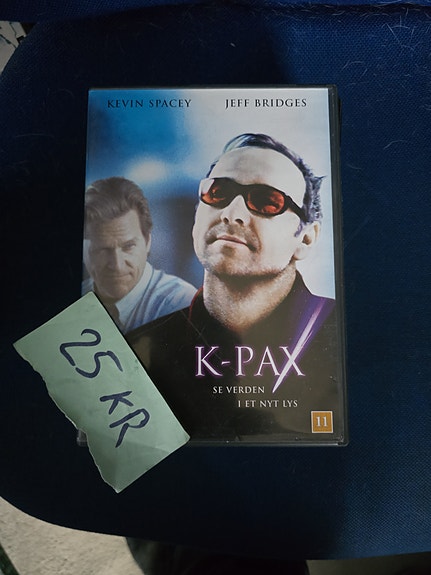 KEVIN SPACEY JEFF BRIDGES
K-PAX
SE VERDEN
I ET NYT LYS
11
25 KR